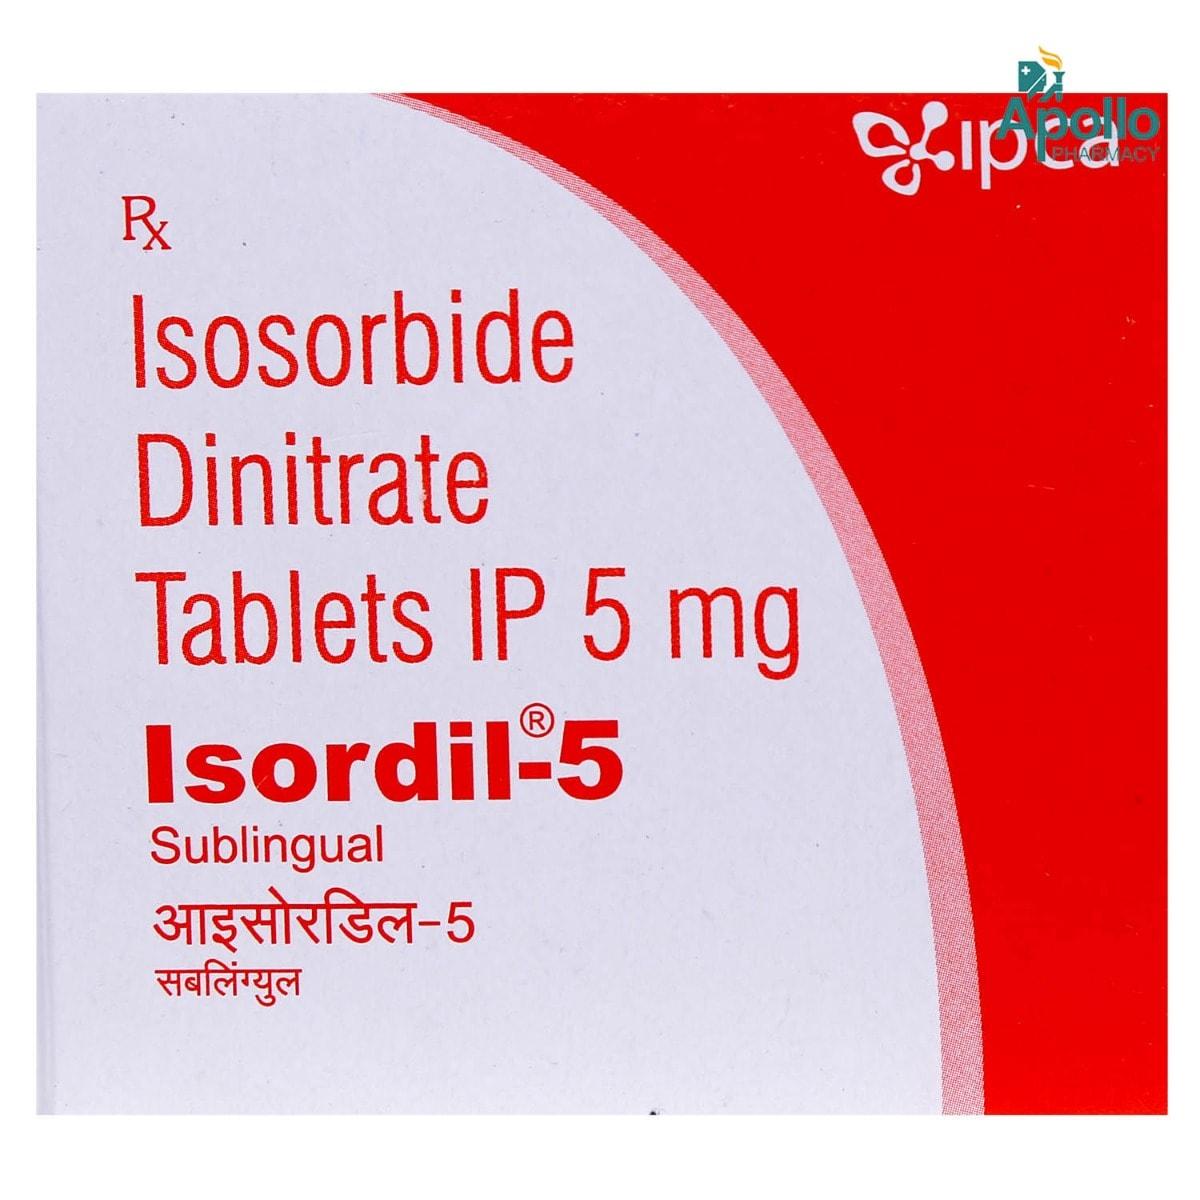 Apollo
PHARMACY
ipca
Rx
Isosorbide
Dinitrate
Tablets IP 5 mg
Isordil®-5
Sublingual
आइसोरडिल-5
सबलिंग्युल